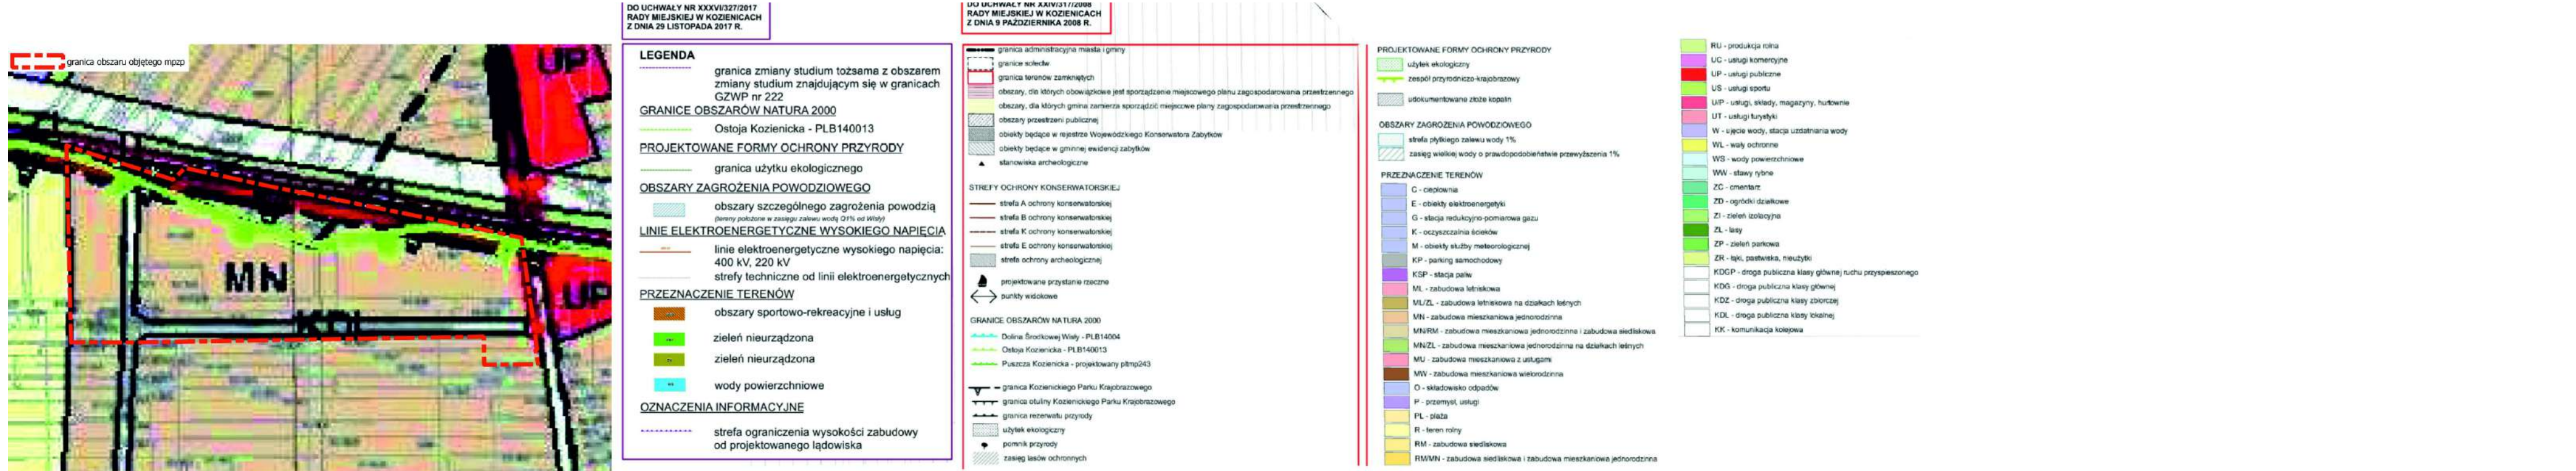 granica obszaru objętego mpzp
UP
MN
KDL
UP
DO UCHWAŁY NR XXXVI/327/2017
RADY MIEJSKIEJ W KOZIENICACH
Z DNIA 29 LISTOPADA 2017 R.
LEGENDA
granica zmiany studium tożsama z obszarem
zmiany studium znajdującym się w granicach
GZWP nr 222
GRANICE OBSZARÓW NATURA 2000
Ostoja Kozienicka - PLB140013
PROJEKTOWANE FORMY OCHRONY PRZYRODY
granica użytku ekologicznego
OBSZARY ZAGROŻENIA POWODZIOWEGO
obszary szczególnego zagrożenia powodzią
(tereny położone w zasięgu zalewu wodą Q1% od Wisły)
LINIE ELEKTROENERGETYCZNE WYSOKIEGO NAPIĘCIA
linie elektroenergetyczne wysokiego napięcia:
400 kV, 220 kV
strefy techniczne od linii elektroenergetycznych
PRZEZNACZENIE TERENÓW
obszary sportowo-rekreacyjne i usług
zieleń nieurządzona
zieleń nieurządzona
wody powierzchniowe
OZNACZENIA INFORMACYJNE
strefa ograniczenia wysokości zabudowy
od projektowanego lądowiska
DO UCHWAŁY NR XXIV/317/2008
RADY MIEJSKIEJ W KOZIENICACH
Z DNIA 9 PAŹDZIERNIKA 2008 R.
granica administracyjna miasta i gminy
granice sołectw
granica terenów zamkniętych
obszary, dla których obowiązkowe jest sporządzenie miejscowego planu zagospodarowania przestrzennego
obszary, dla których gmina zamierza sporządzić miejscowe plany zagospodarowania przestrzennego
obszary przestrzeni publicznej
obiekty będące w rejestrze Wojewódzkiego Konserwatora Zabytków
obiekty będące w gminnej ewidencji zabytków
stanowiska archeologiczne
STREFY OCHRONY KONSERWATORSKIEJ
strefa A ochrony konserwatorskiej
strefa B ochrony konserwatorskiej
strefa K ochrony konserwatorskiej
strefa E ochrony konserwatorskiej
strefa ochrony archeologicznej
projektowane przystanie rzeczne
punkty widokowe
GRANICE OBSZARÓW NATURA 2000
Dolina Środkowej Wisły - PLB14004
Ostoja Kozienicka - PLB140013
Puszcza Kozienicka - projektowany pltmp243
granica Kozienickiego Parku Krajobrazowego
granica otuliny Kozienickiego Parku Krajobrazowego
granica rezerwatu przyrody
użytek ekologiczny
pomnik przyrody
zasięg lasów ochronnych
PROJEKTOWANE FORMY OCHRONY PRZYRODY
użytek ekologiczny
zespół przyrodniczo-krajobrazowy
udokumentowane złoże kopalin
OBSZARY ZAGROŻENIA POWODZIOWEGO
strefa płytkiego zalewu wody 1%
zasięg wielkiej wody o prawdopodobieństwie przewyższenia 1%
PRZEZNACZENIE TERENÓW
C - ciepłownia
E - obiekty elektroenergetyki
G - stacja redukcyjno-pomiarowa gazu
K - oczyszczalnia ścieków
M - obiekty służby meteorologicznej
KP - parking samochodowy
KSP - stacja paliw
ML - zabudowa letniskowa
ML/ZL - zabudowa letniskowa na działkach leśnych
MN - zabudowa mieszkaniowa jednorodzinna
MN/RM - zabudowa mieszkaniowa jednorodzinna i zabudowa siedliskowa
MN/ZL - zabudowa mieszkaniowa jednorodzinna na działkach leśnych
MU - zabudowa mieszkaniowa z usługami
MW - zabudowa mieszkaniowa wielorodzinna
O - składowisko odpadów
P - przemysł, usługi
PL - plaża
R - teren rolny
RM - zabudowa siedliskowa
RM/MN - zabudowa siedliskowa i zabudowa mieszkaniowa jednorodzinna
RU - produkcja rolna
UC - usługi komercyjne
UP - usługi publiczne
US - usługi sportu
U/P - usługi, składy, magazyny, hurtownie
UT - usługi turystyki
W - ujęcie wody, stacja uzdatniania wody
WL - wały ochronne
WS - wody powierzchniowe
WW - stawy rybne
ZC - cmentarz
ZD - ogródki działkowe
ZI - zieleń izolacyjna
ZL - lasy
ZP - zieleń parkowa
ZR - łąki, pastwiska, nieużytki
KDGP - droga publiczna klasy głównej ruchu przyspieszonego
KDG - droga publiczna klasy głównej
KDZ - droga publiczna klasy zbiorczej
KDL - droga publiczna klasy lokalnej
KK - komunikacja kolejowa